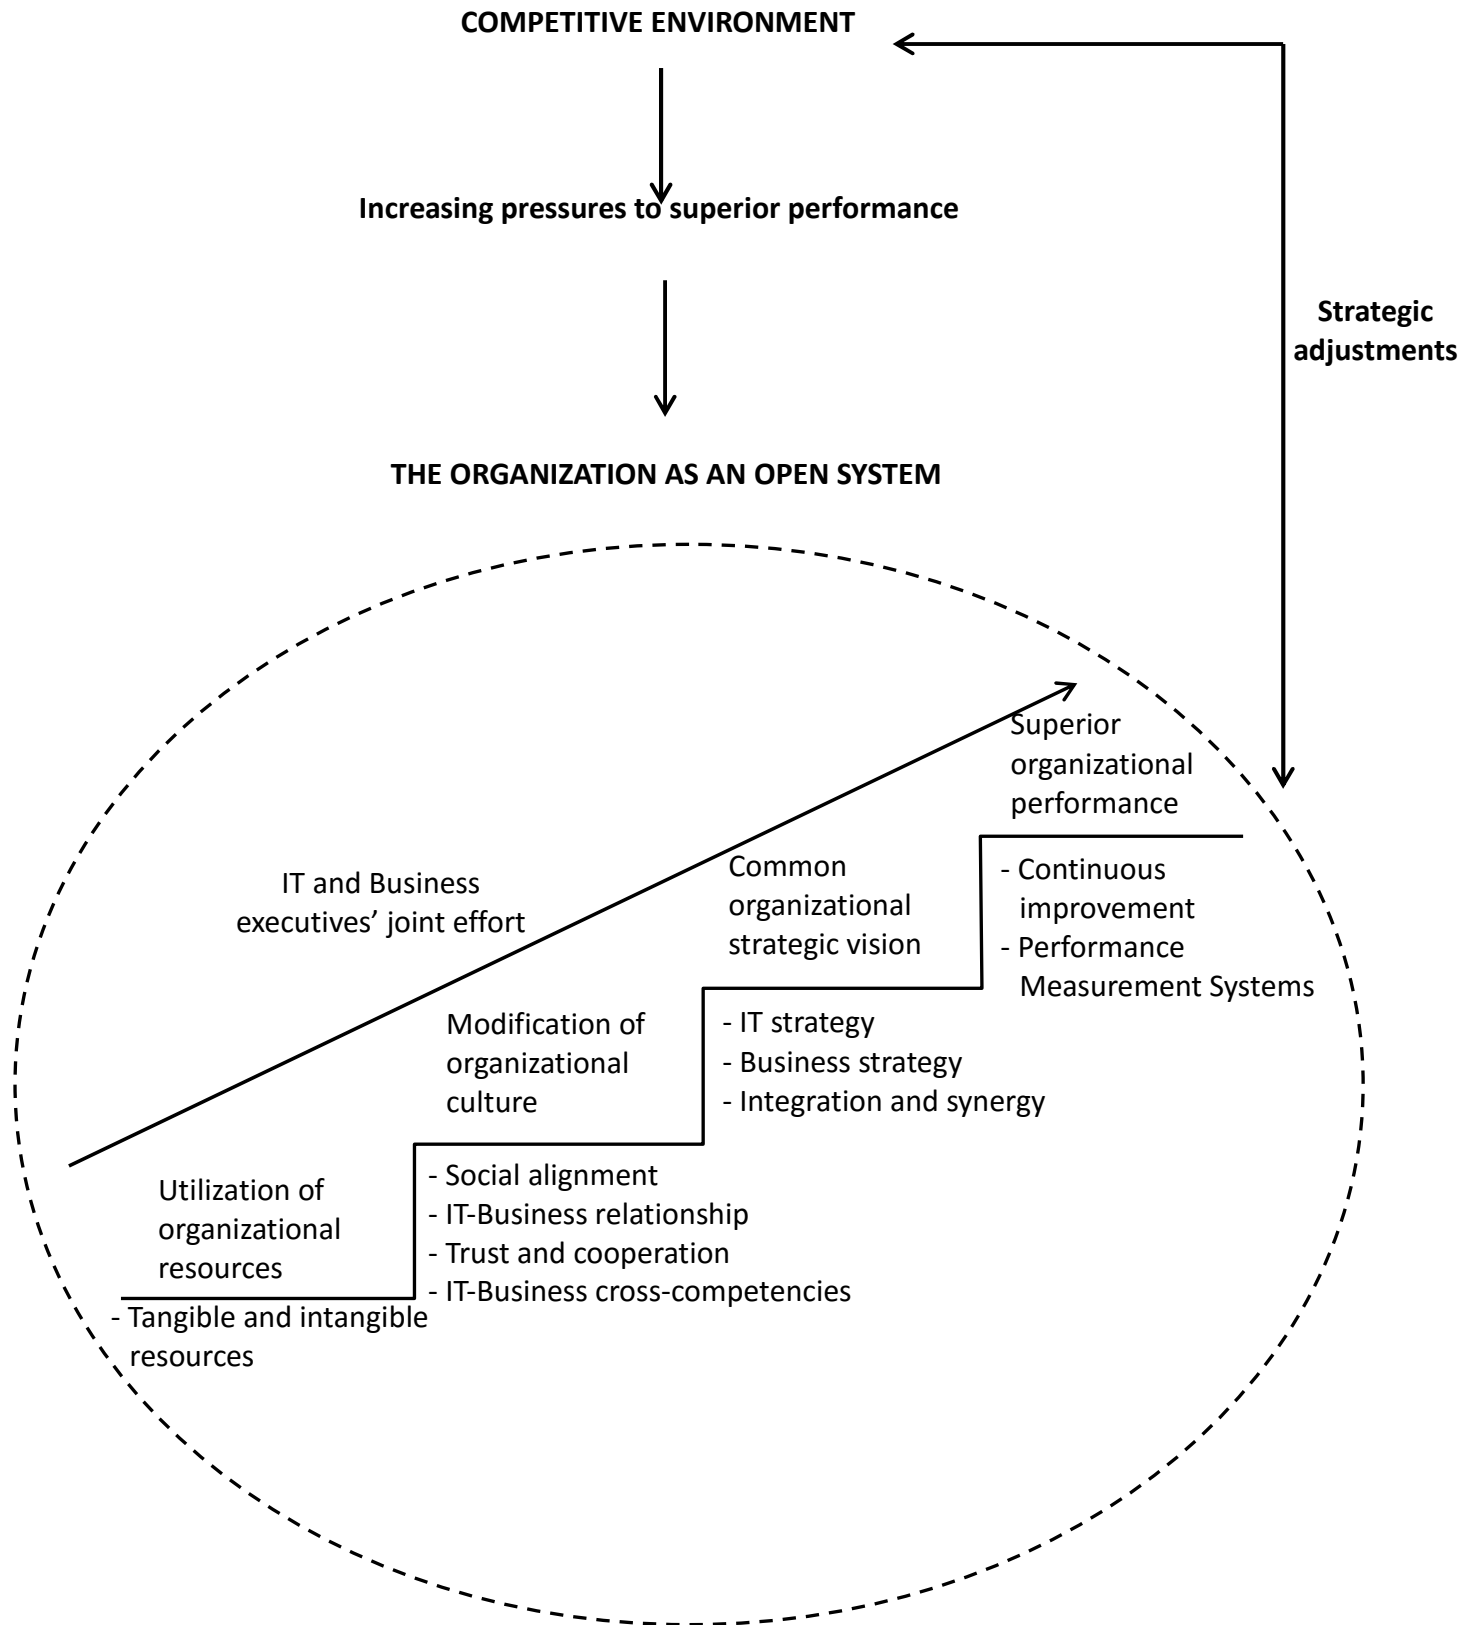 COMPETITIVE ENVIRONMENT
Increasing pressures to superior performance
Strategic
adjustments
THE ORGANIZATION AS AN OPEN SYSTEM
Superior
organizational
performance
IT and Business
executives’ joint effort
Common
organizational
strategic vision
- Continuous
improvement
- Performance
Measurement Systems
Modification of
organizational
culture
- IT strategy
- Business strategy
- Integration and synergy
Utilization of
organizational
resources
- Social alignment
- IT-Business relationship
- Trust and cooperation
- IT-Business cross-competencies
- Tangible and intangible
resources